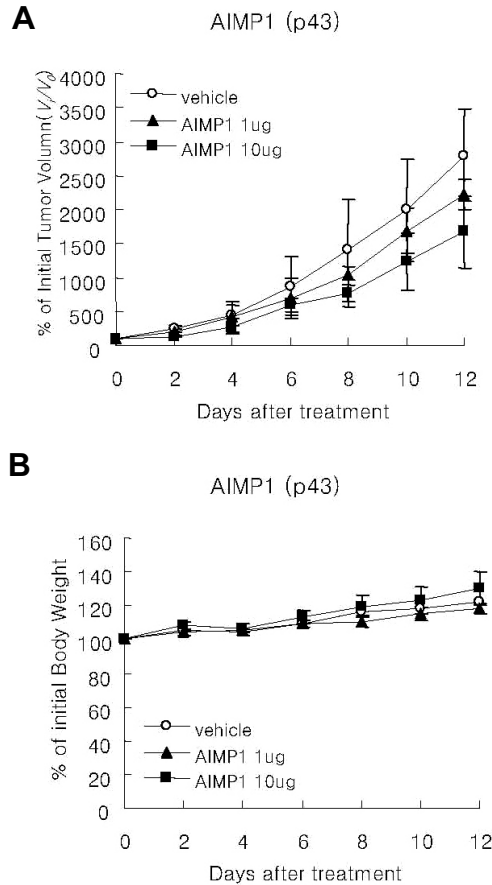 A
AIMP1 (p43)
% of Initial Tumor Volumn(Vt/V0)
4000
3500
3000
2500
2000
1500
1000
500
0
vehicle
AIMP1 1ug
AIMP1 10ug
0 2 4 6 8 10 12
Days after treatment
B
AIMP1 (p43)
% of initial Body Weight
160
140
120
100
80
60
40
20
0
vehicle
AIMP1 1ug
AIMP1 10ug
0 2 4 6 8 10 12
Days after treatment